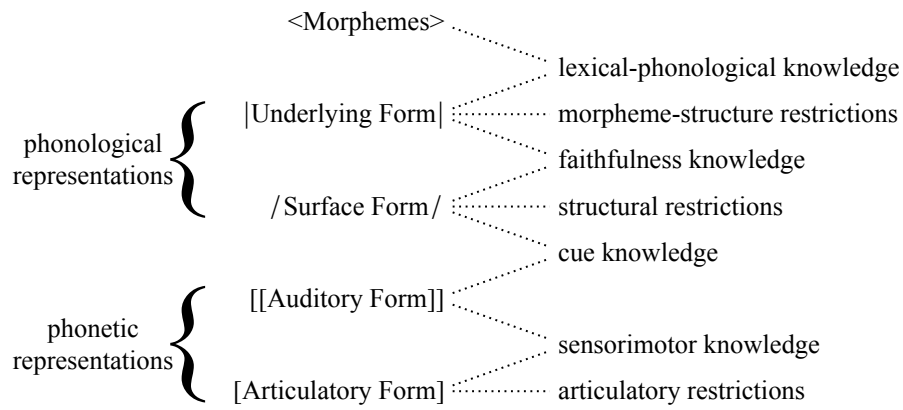 <Morphemes>
lexical-phonological knowledge
|Underlying Form|
morpheme-structure restrictions
phonological
representations
faithfulness knowledge
/Surface Form/
structural restrictions
cue knowledge
[[Auditory Form]]
phonetic
representations
sensorimotor knowledge
[Articulatory Form]
articulatory restrictions